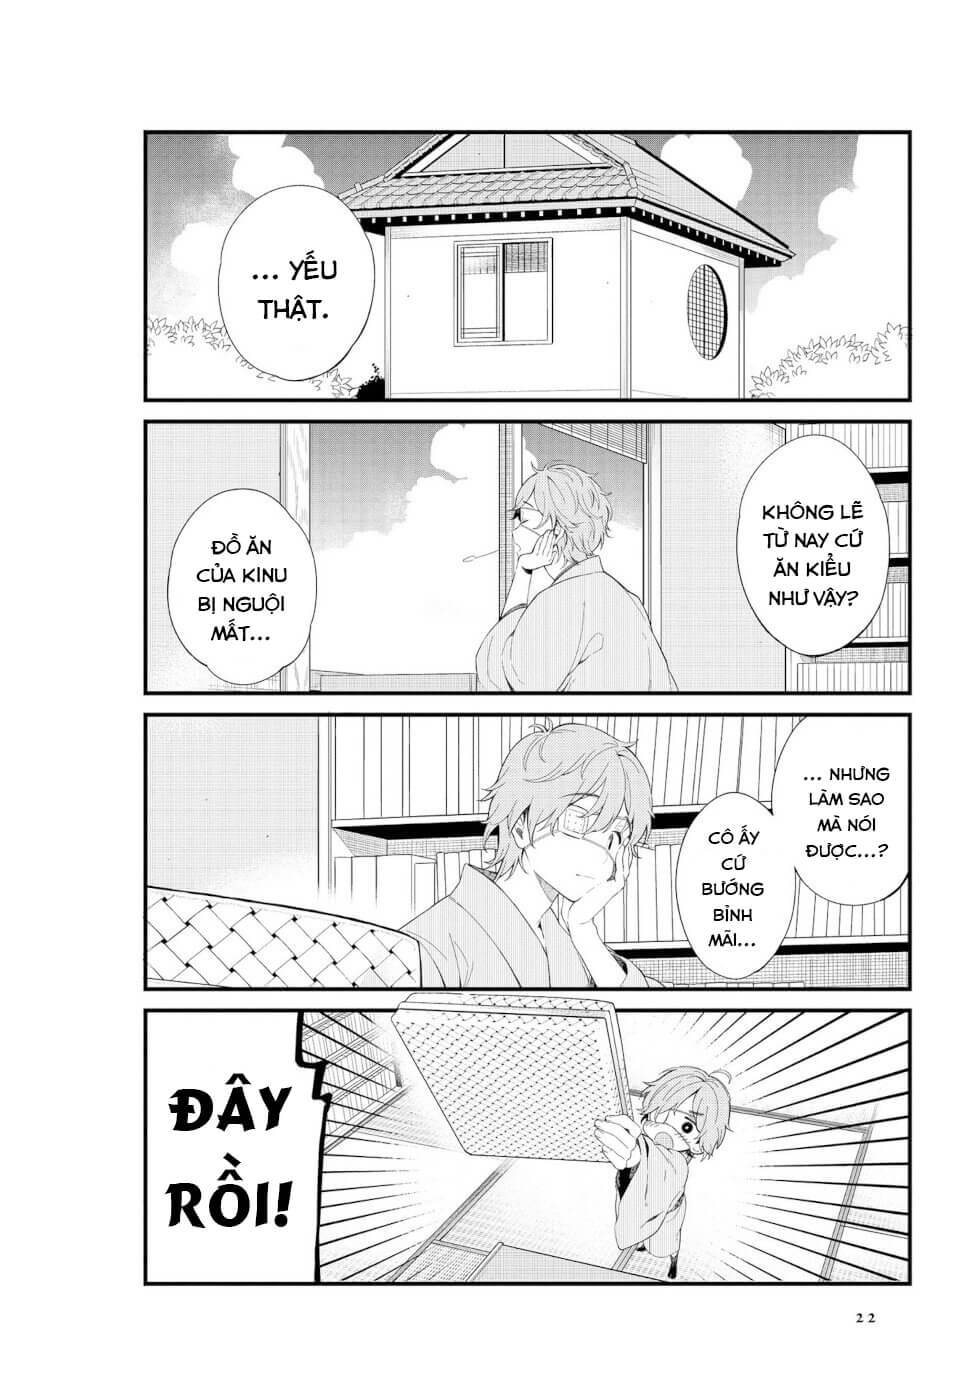 ... YẾU
THẬT.
KHÔNG LẼ
TỪ NAY CỨ
ĂN KIỂU
NHƯ VẬY?
ĐỒ ĂN
CỦA KINU
BỊ NGUỘI
MẤT...
... NHƯNG
LÀM SAO
MÀ NÓI
ĐƯỢC...?
CÔ ẤY
CỨ
BƯỚNG
BỈNH
MÃI...
ĐÂY
RỒI!
22